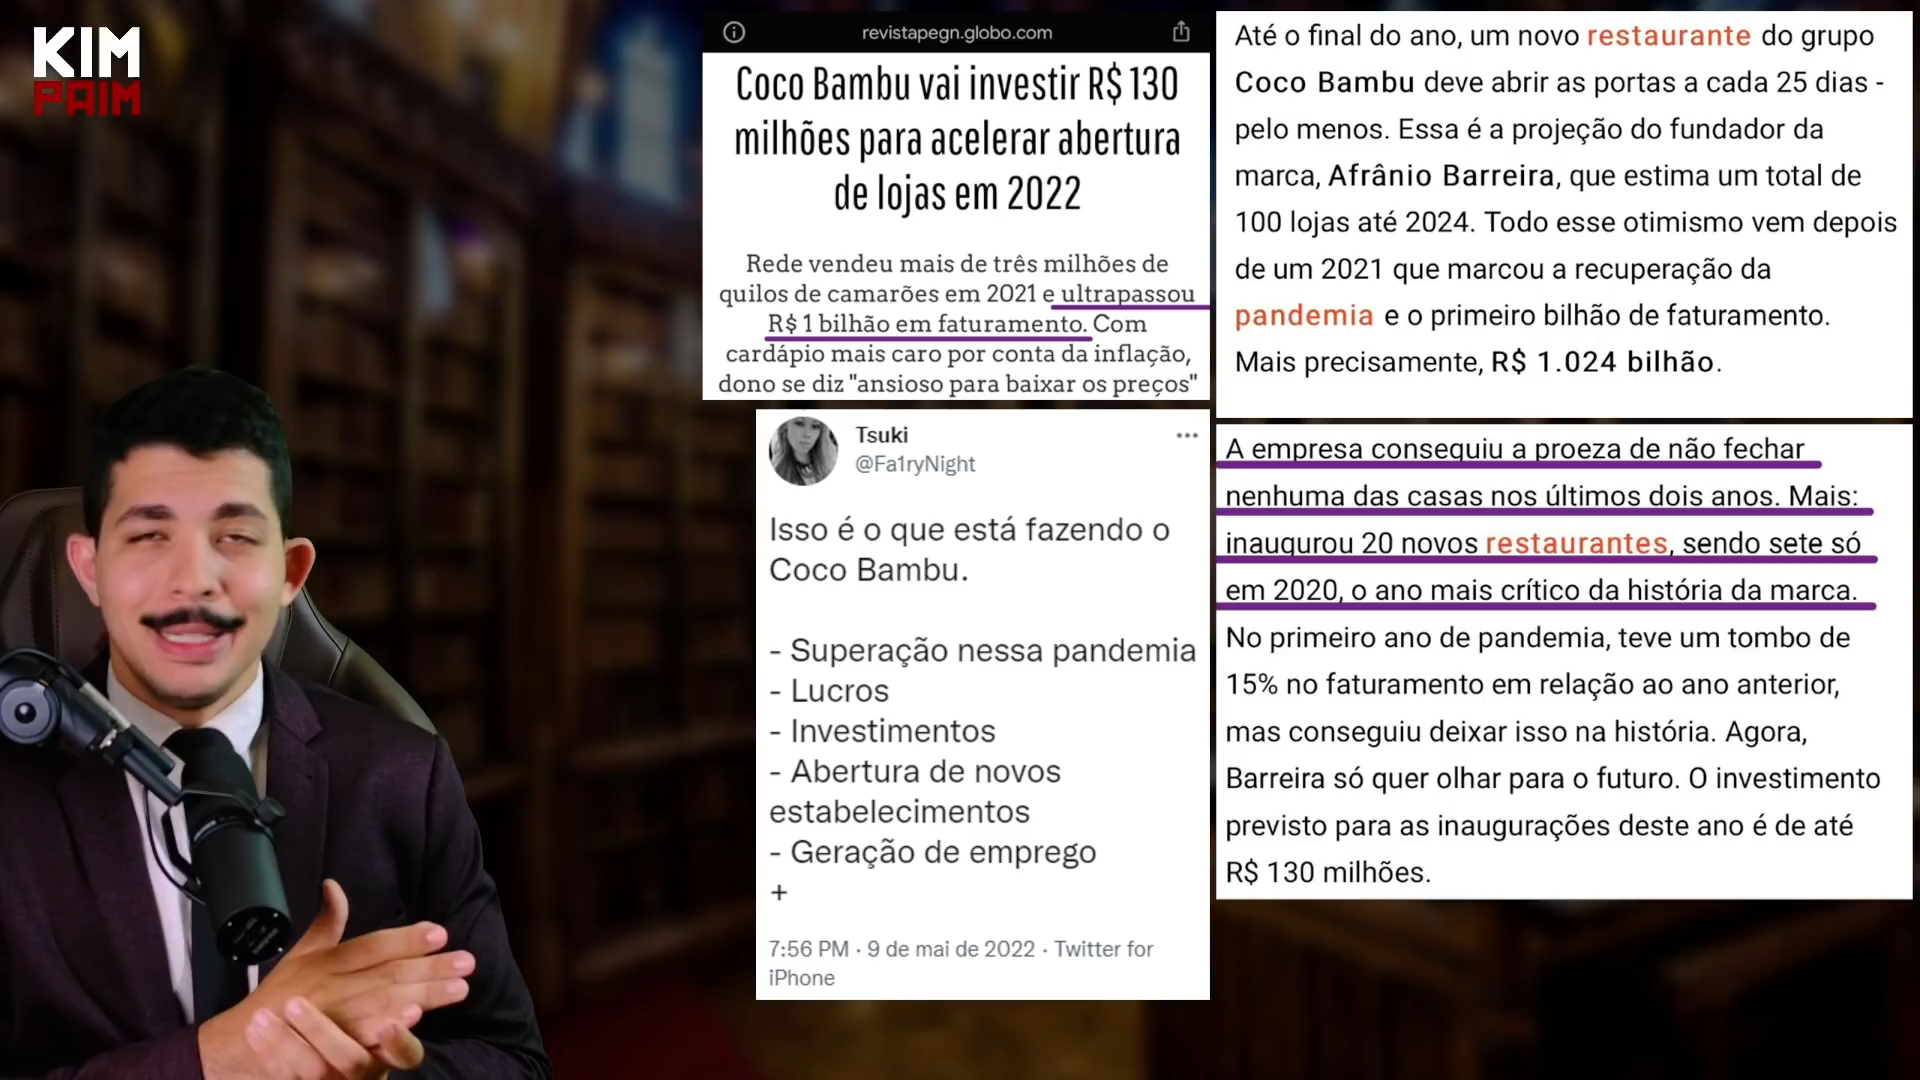 KIM
PAIM
revistapegn.globo.com
Coco Bambu vai investir R$ 130
milhões para acelerar abertura
de lojas em 2022
Rede vendeu mais de três milhões de
quilos de camarões em 2021 e ultrapassou
R$ 1 bilhão em faturamento. Com
cardápio mais caro por conta da inflação,
dono se diz "ansioso para baixar os preços"
Tsuki
@Fa1ryNight
Isso é o que está fazendo o
Coco Bambu.
- Superação nessa pandemia
- Lucros
- Investimentos
- Abertura de novos
estabelecimentos
- Geração de emprego
+
7:56 PM · 9 de mai de 2022 · Twitter for
iPhone
Até o final do ano, um novo restaurante do grupo
Coco Bambu deve abrir as portas a cada 25 dias -
pelo menos. Essa é a projeção do fundador da
marca, Afrânio Barreira, que estima um total de
100 lojas até 2024. Todo esse otimismo vem depois
de um 2021 que marcou a recuperação da
pandemia e o primeiro bilhão de faturamento.
Mais precisamente, R$ 1.024 bilhão.
A empresa conseguiu a proeza de não fechar
nenhuma das casas nos últimos dois anos. Mais:
inaugurou 20 novos restaurantes, sendo sete só
em 2020, o ano mais crítico da história da marca.
No primeiro ano de pandemia, teve um tombo de
15% no faturamento em relação ao ano anterior,
mas conseguiu deixar isso na história. Agora,
Barreira só quer olhar para o futuro. O investimento
previsto para as inaugurações deste ano é de até
R$ 130 milhões.